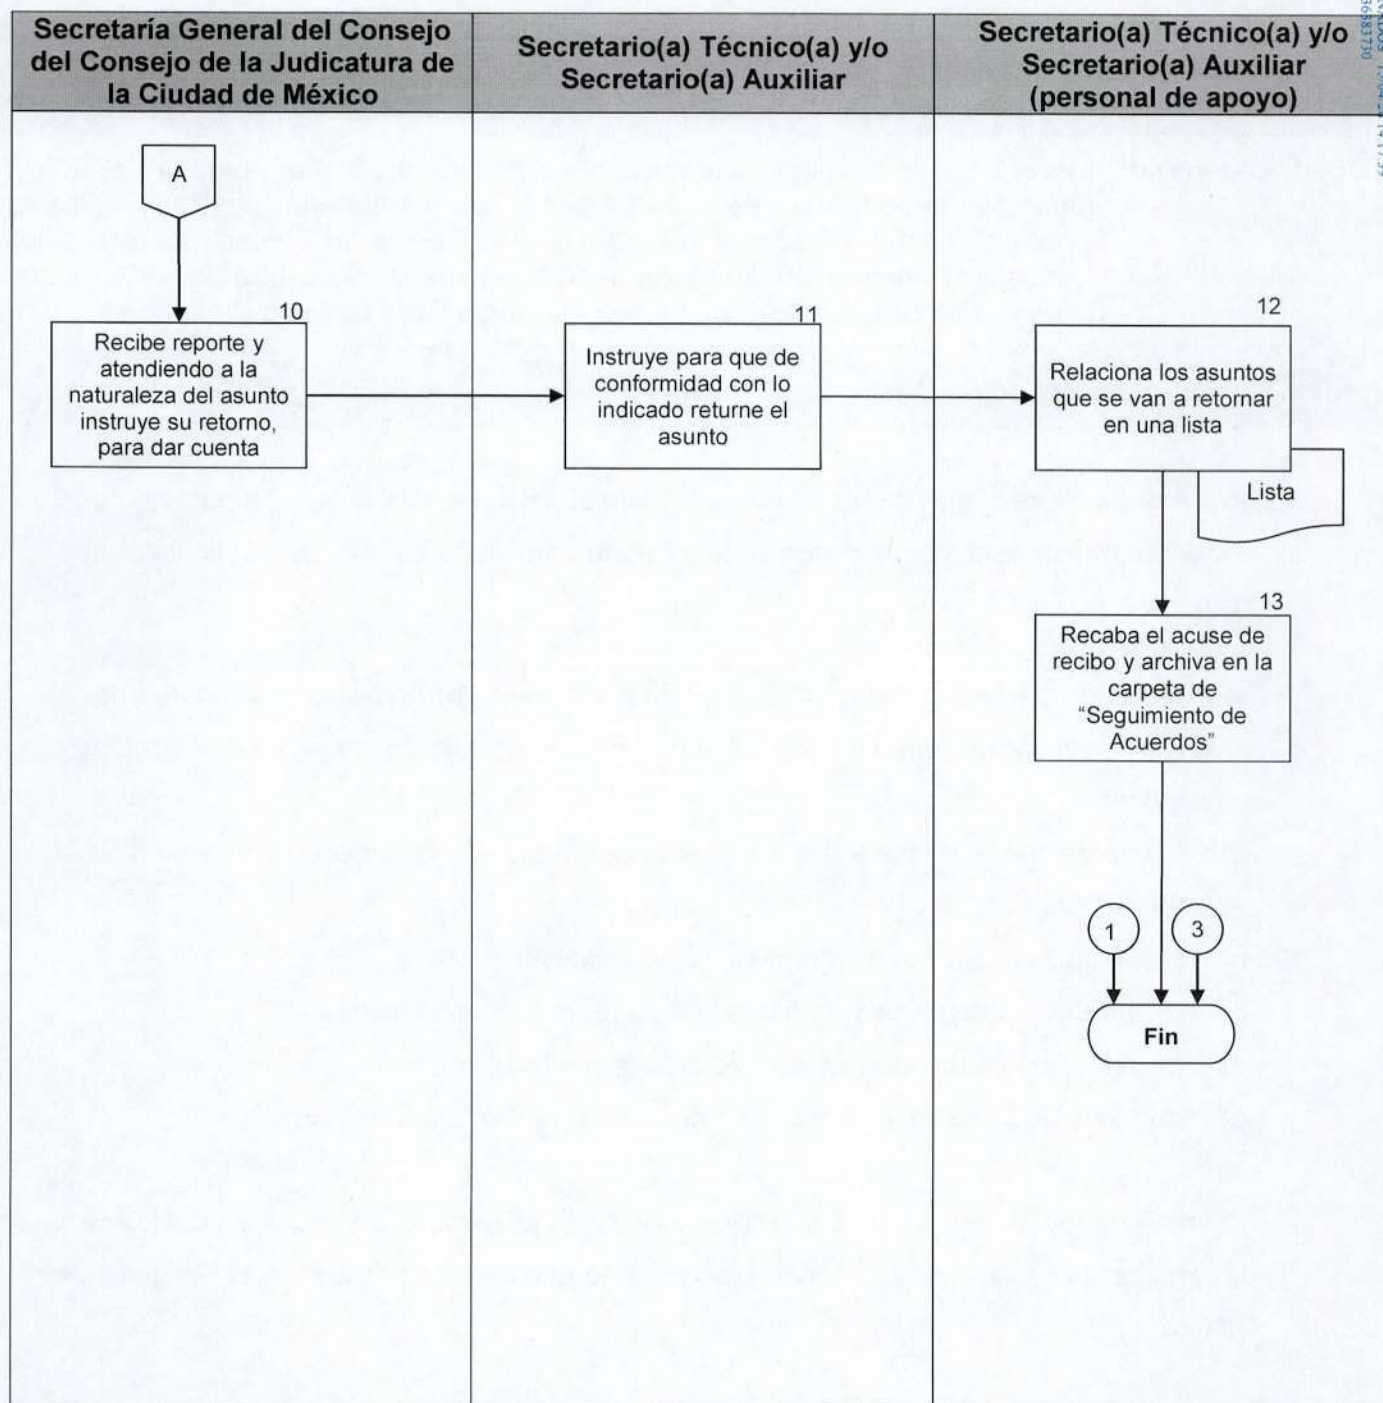 Secretaría General del Consejo
del Consejo de la Judicatura de
la Ciudad de México
Secretario(a) Técnico(a) y/o
Secretario(a) Auxiliar
Secretario(a) Técnico(a) y/o
Secretario(a) Auxiliar
(personal de apoyo)
A
10
Recibe reporte y
atendiendo a la
naturaleza del asunto
instruye su retorno,
para dar cuenta
11
Instruye para que de
conformidad con lo
indicado returne el
asunto
12
Relaciona los asuntos
que se van a retornar
en una lista
Lista
13
Recaba el acuse de
recibo y archiva en la
carpeta de
“Seguimiento de
Acuerdos”
1
3
Fin